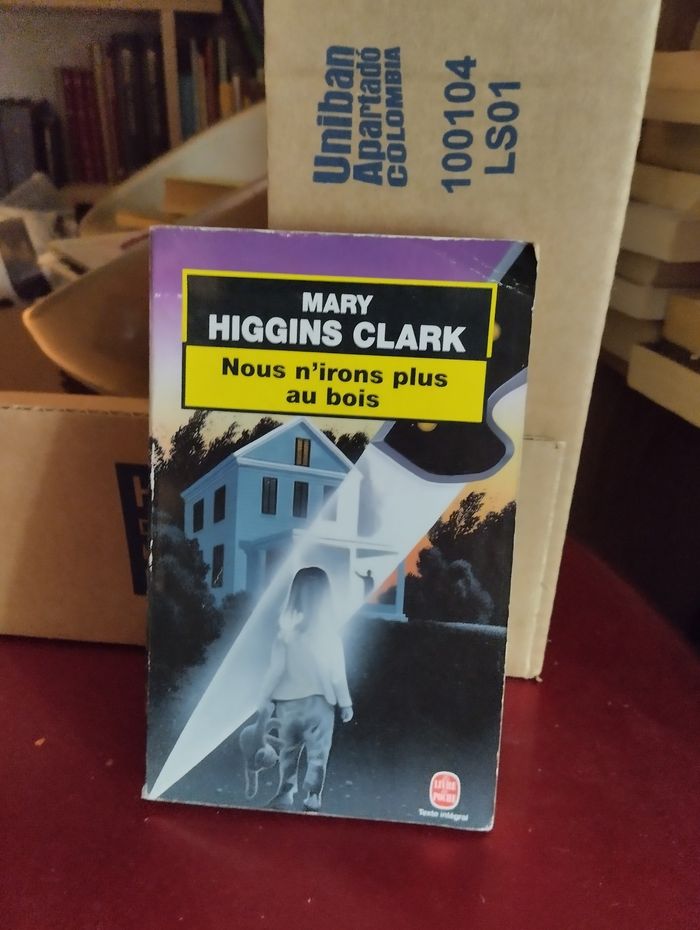 Uniban
Apartadó
COLOMBIA
100104
LS01
MARY
HIGGINS CLARK
Nous n'irons plus
au bois
LE LIVRE
DE POCHE
Texte intégral